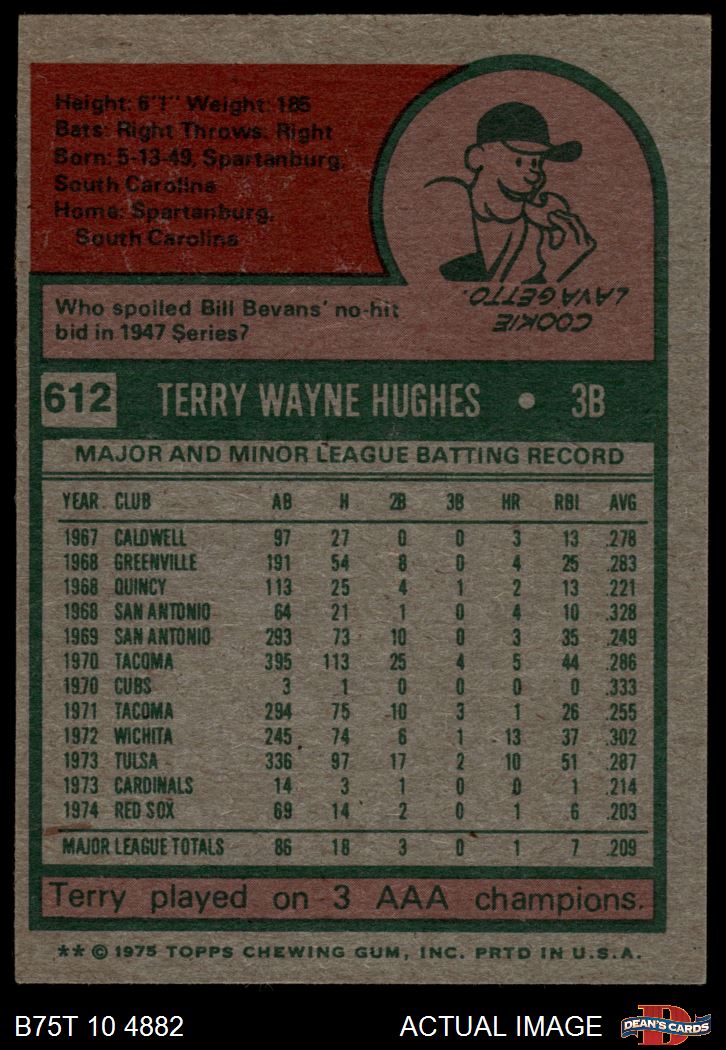 Height: 6'1" Weight: 185
Bats: Right Throws: Right
Born: 5-13-49, Spartanburg,
South Carolina
Home: Spartanburg,
South Carolina
COOKIE
LAVAGETTO.
Who spoiled Bill Bevans' no-hit
bid in 1947 Series?
612 TERRY WAYNE HUGHES • 3B
MAJOR AND MINOR LEAGUE BATTING RECORD
YEAR CLUB AB H 2B 3B HR RBI AVG
1967 CALDWELL 97 27 0 0 3 13 .278
1968 GREENVILLE 191 54 8 0 4 25 .283
1968 QUINCY 113 25 4 1 2 13 .221
1968 SAN ANTONIO 64 21 1 0 4 10 .328
1969 SAN ANTONIO 293 73 10 0 3 35 .249
1970 TACOMA 395 113 25 4 5 44 .286
1970 CUBS 3 1 0 0 0 0 .333
1971 TACOMA 294 75 10 3 1 26 .255
1972 WICHITA 245 74 6 1 13 37 .302
1973 TULSA 336 97 17 2 10 51 .287
1973 CARDINALS 14 3 1 0 0 1 .214
1974 RED SOX 69 14 2 0 1 6 .203
MAJOR LEAGUE TOTALS 86 18 3 0 1 7 .209
Terry played on 3 AAA champions.
** © 1975 TOPPS CHEWING GUM, INC. PRTD IN U.S.A.
B75T 10 4882 ACTUAL IMAGE DEAN'S CARDS